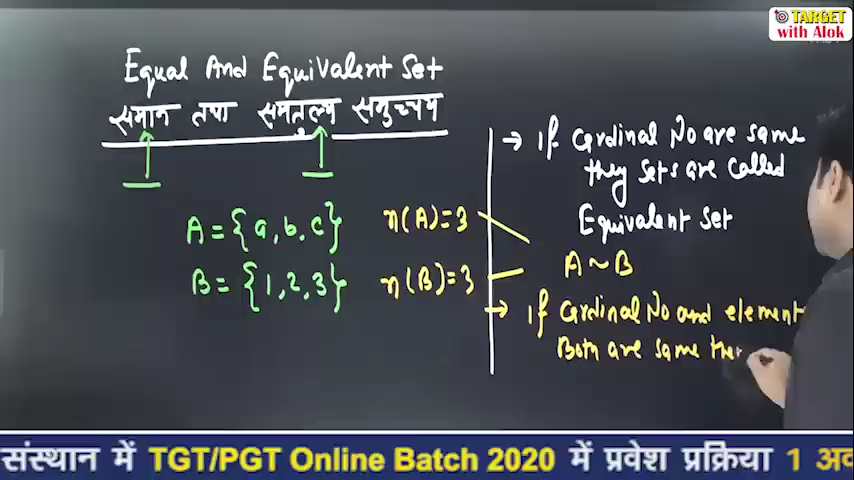 TARGET
with Alok
Equal And Equivalent Set
समान तथा समतुल्य समुच्चय
A = {a, b, c} n(A)=3
B = {1, 2, 3} n(B)=3
→ If Cardinal No are same
they Sets are called
Equivalent Set
A ~ B
→ If Cardinal No and element
Both are same the
संस्थान में TGT/PGT Online Batch 2020 में प्रवेश प्रक्रिया 1 अक